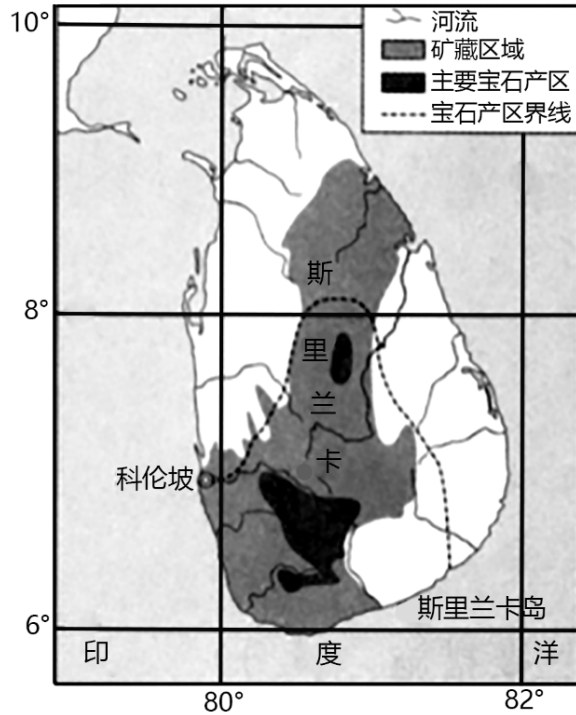 10°
河流
矿藏区域
主要宝石产区
宝石产区界线
斯
8°
里
兰
卡
科伦坡
6°
斯里兰卡岛
印 度 洋
80° 82°